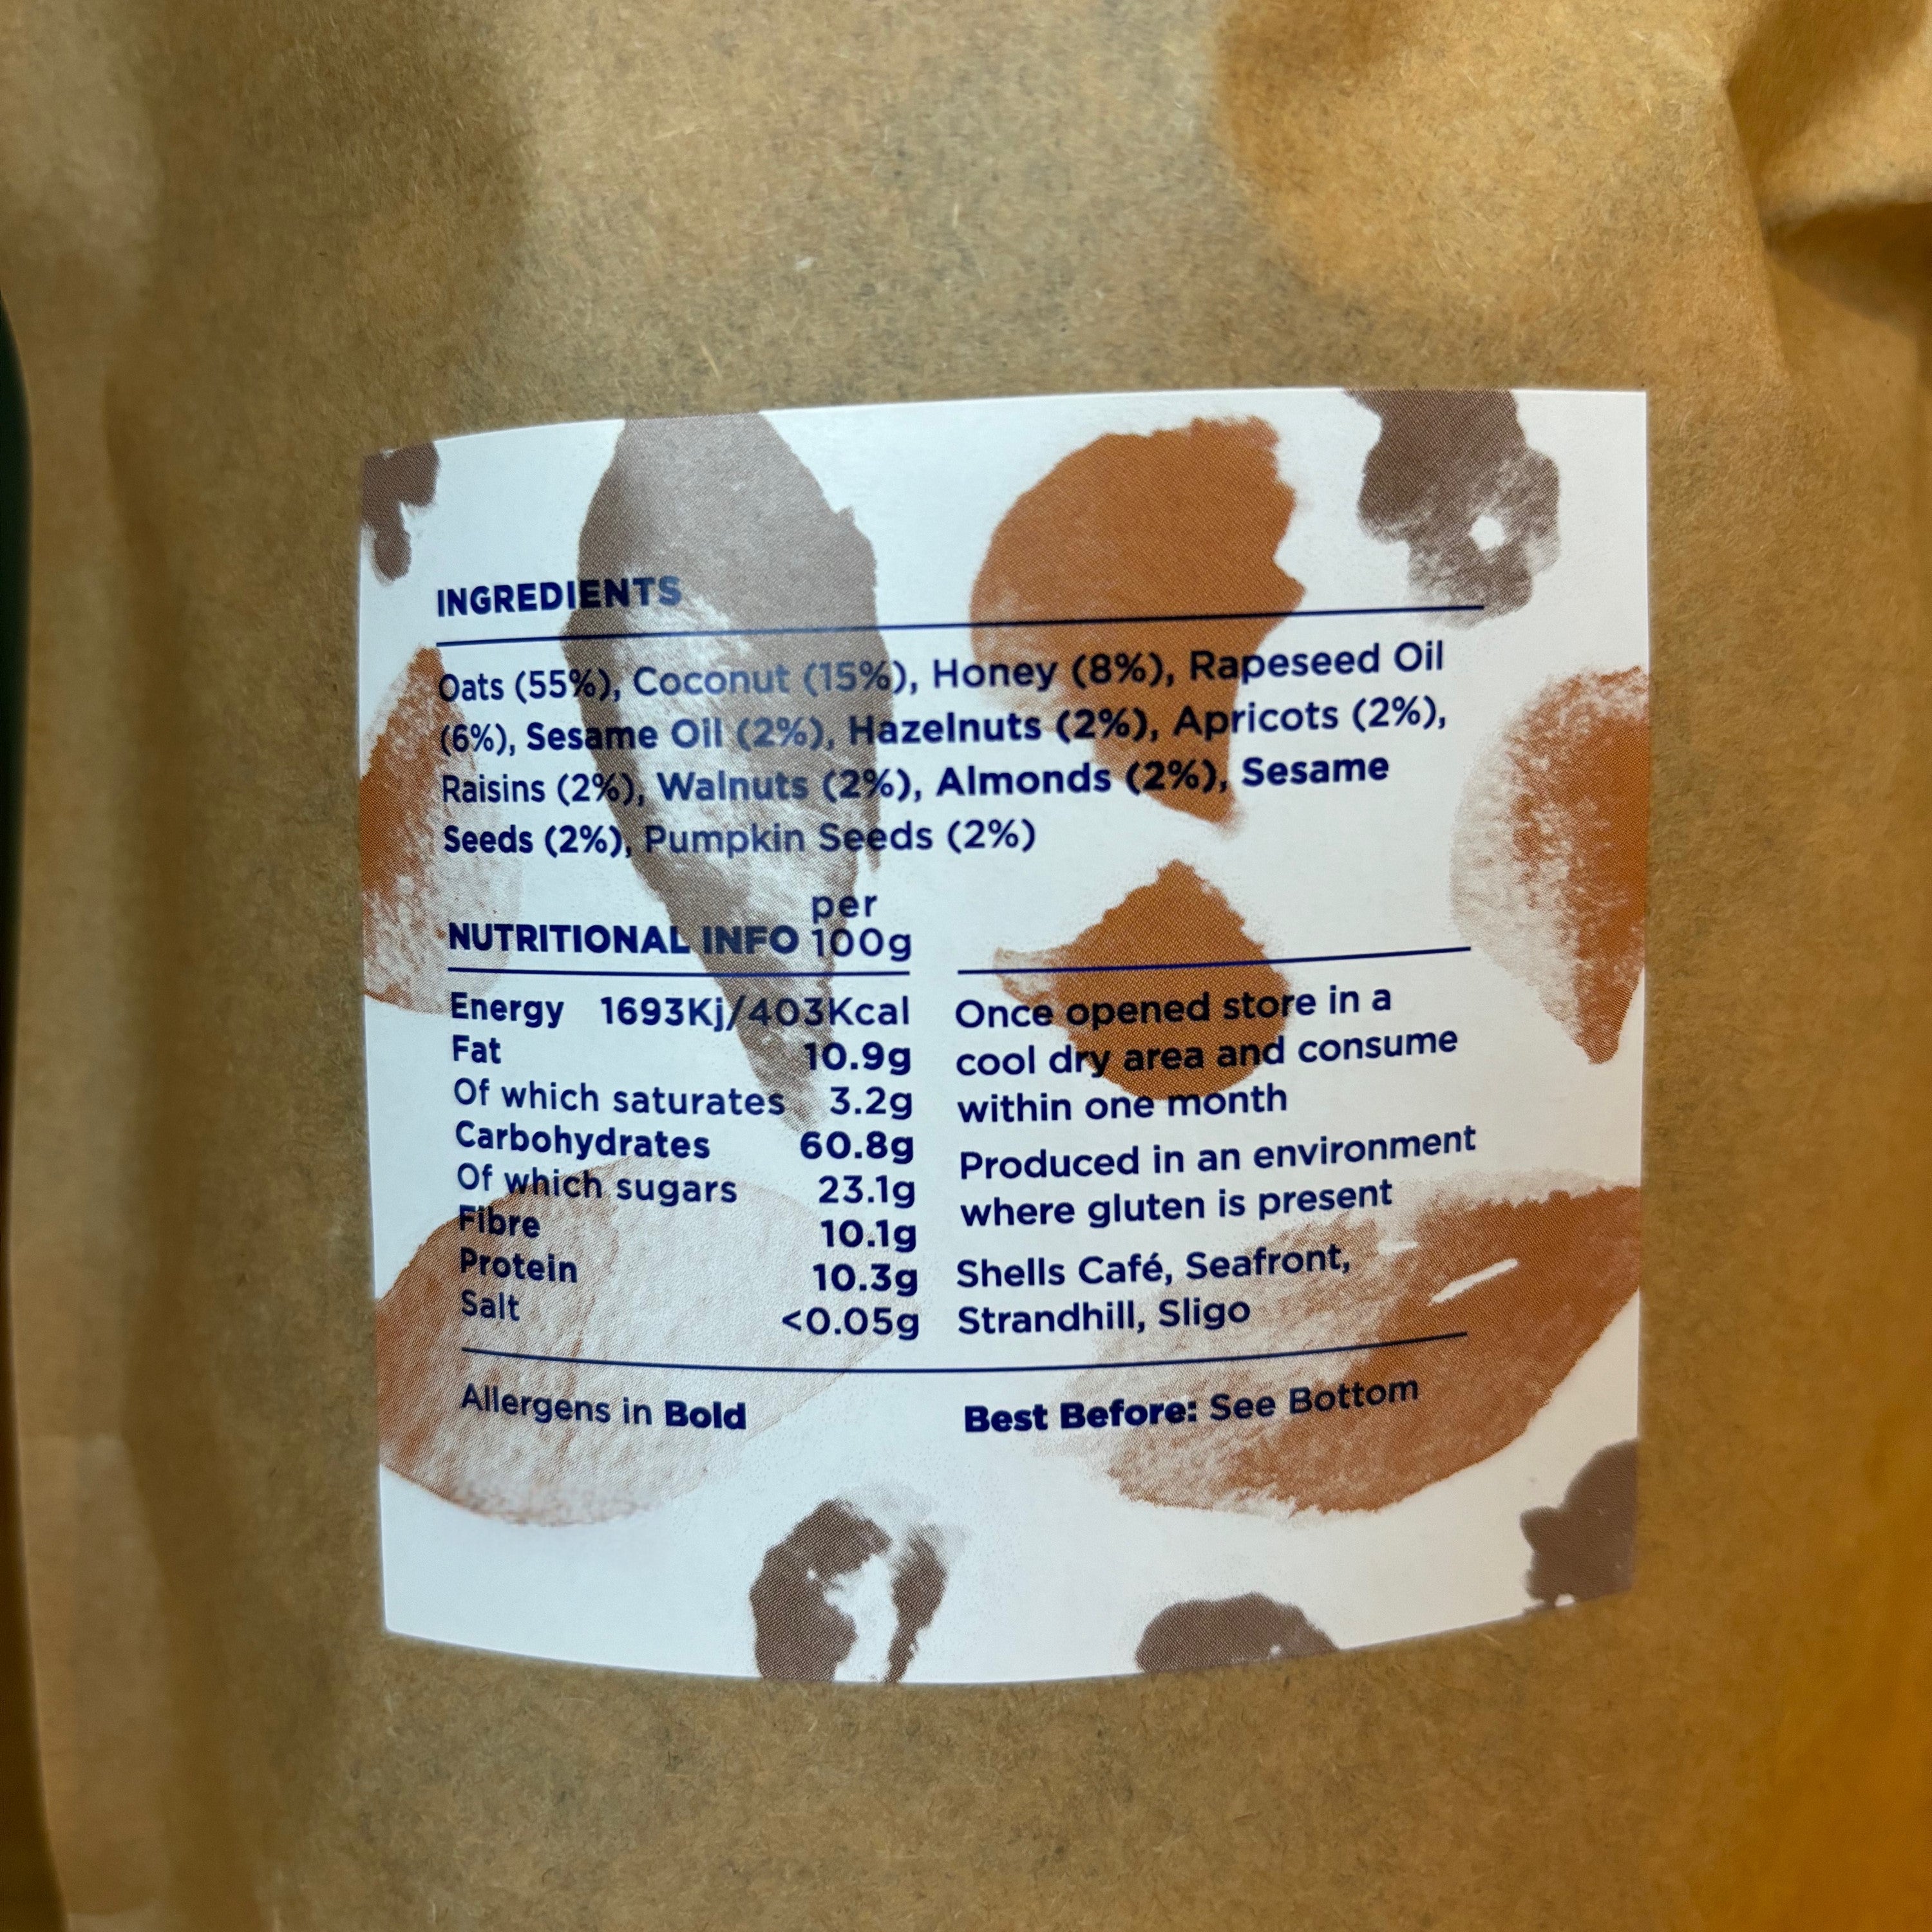 INGREDIENTS
Oats (55%), Coconut (15%), Honey (8%), Rapeseed Oil
(6%), Sesame Oil (2%), Hazelnuts (2%), Apricots (2%),
Raisins (2%), Walnuts (2%), Almonds (2%), Sesame
Seeds (2%), Pumpkin Seeds (2%)
NUTRITIONAL INFO per 100g
Energy 1693Kj/403Kcal
Fat 10.9g
Of which saturates 3.2g
Carbohydrates 60.8g
Of which sugars 23.1g
Fibre 10.1g
Protein 10.3g
Salt <0.05g
Once opened store in a
cool dry area and consume
within one month
Produced in an environment
where gluten is present
Shells Café, Seafront,
Strandhill, Sligo
Allergens in Bold
Best Before: See Bottom